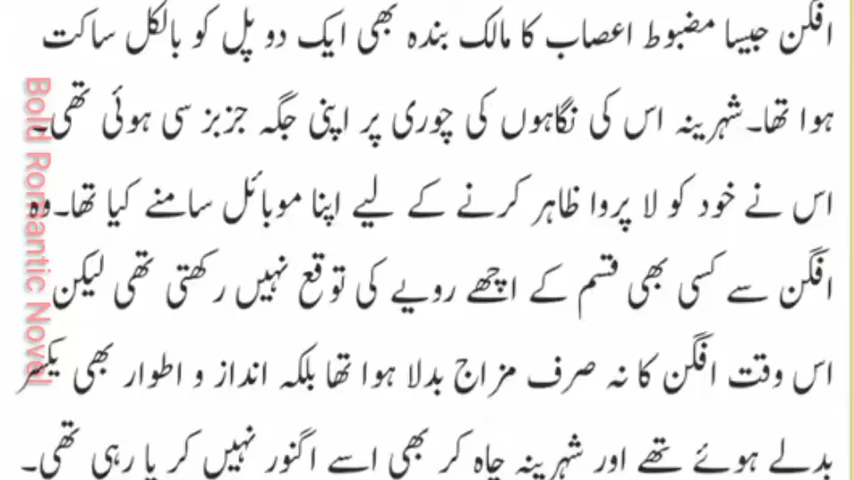 افگن جیسا مضبوط اعصاب کا مالک بندہ بھی ایک دو پل کو بالکل ساکت
ہوا تھا۔ شہرینہ اس کی نگاہوں کی چوری پر اپنی جگہ جزبز سی ہوئی تھی۔
اس نے خود کو لا پروا ظاہر کرنے کے لیے اپنا موبائل سامنے کیا تھا۔ وہ
افگن سے کسی بھی قسم کے اچھے رویے کی توقع نہیں رکھتی تھی لیکن
اس وقت افگن کا نہ صرف مزاج بدلا ہوا تھا بلکہ انداز و اطوار بھی یکسر
بدلے ہوئے تھے اور شہرینہ چاہ کر بھی اسے اگنور نہیں کر پا رہی تھی۔
Bold Romantic Novel